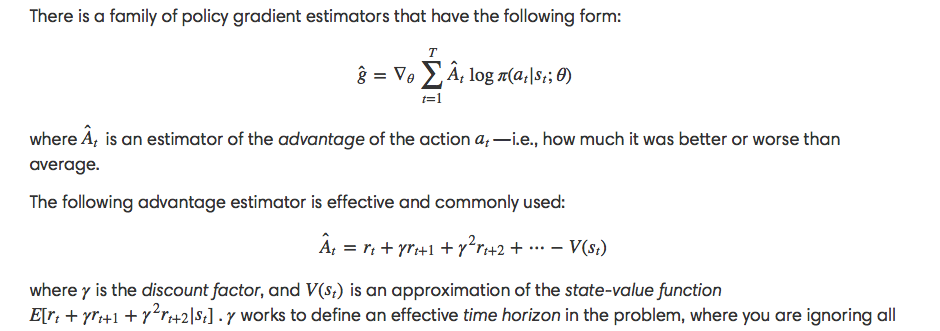 There is a family of policy gradient estimators that have the following form:
ĝ = ∇_θ ∑_{t=1}^{T} Â_t log π(a_t|s_t; θ)
where Â_t is an estimator of the advantage of the action a_t—i.e., how much it was better or worse than
average.
The following advantage estimator is effective and commonly used:
Â_t = r_t + γr_{t+1} + γ²r_{t+2} + ⋯ − V(s_t)
where γ is the discount factor, and V(s_t) is an approximation of the state-value function
E[r_t + γr_{t+1} + γ²r_{t+2}|s_t] . γ works to define an effective time horizon in the problem, where you are ignoring all